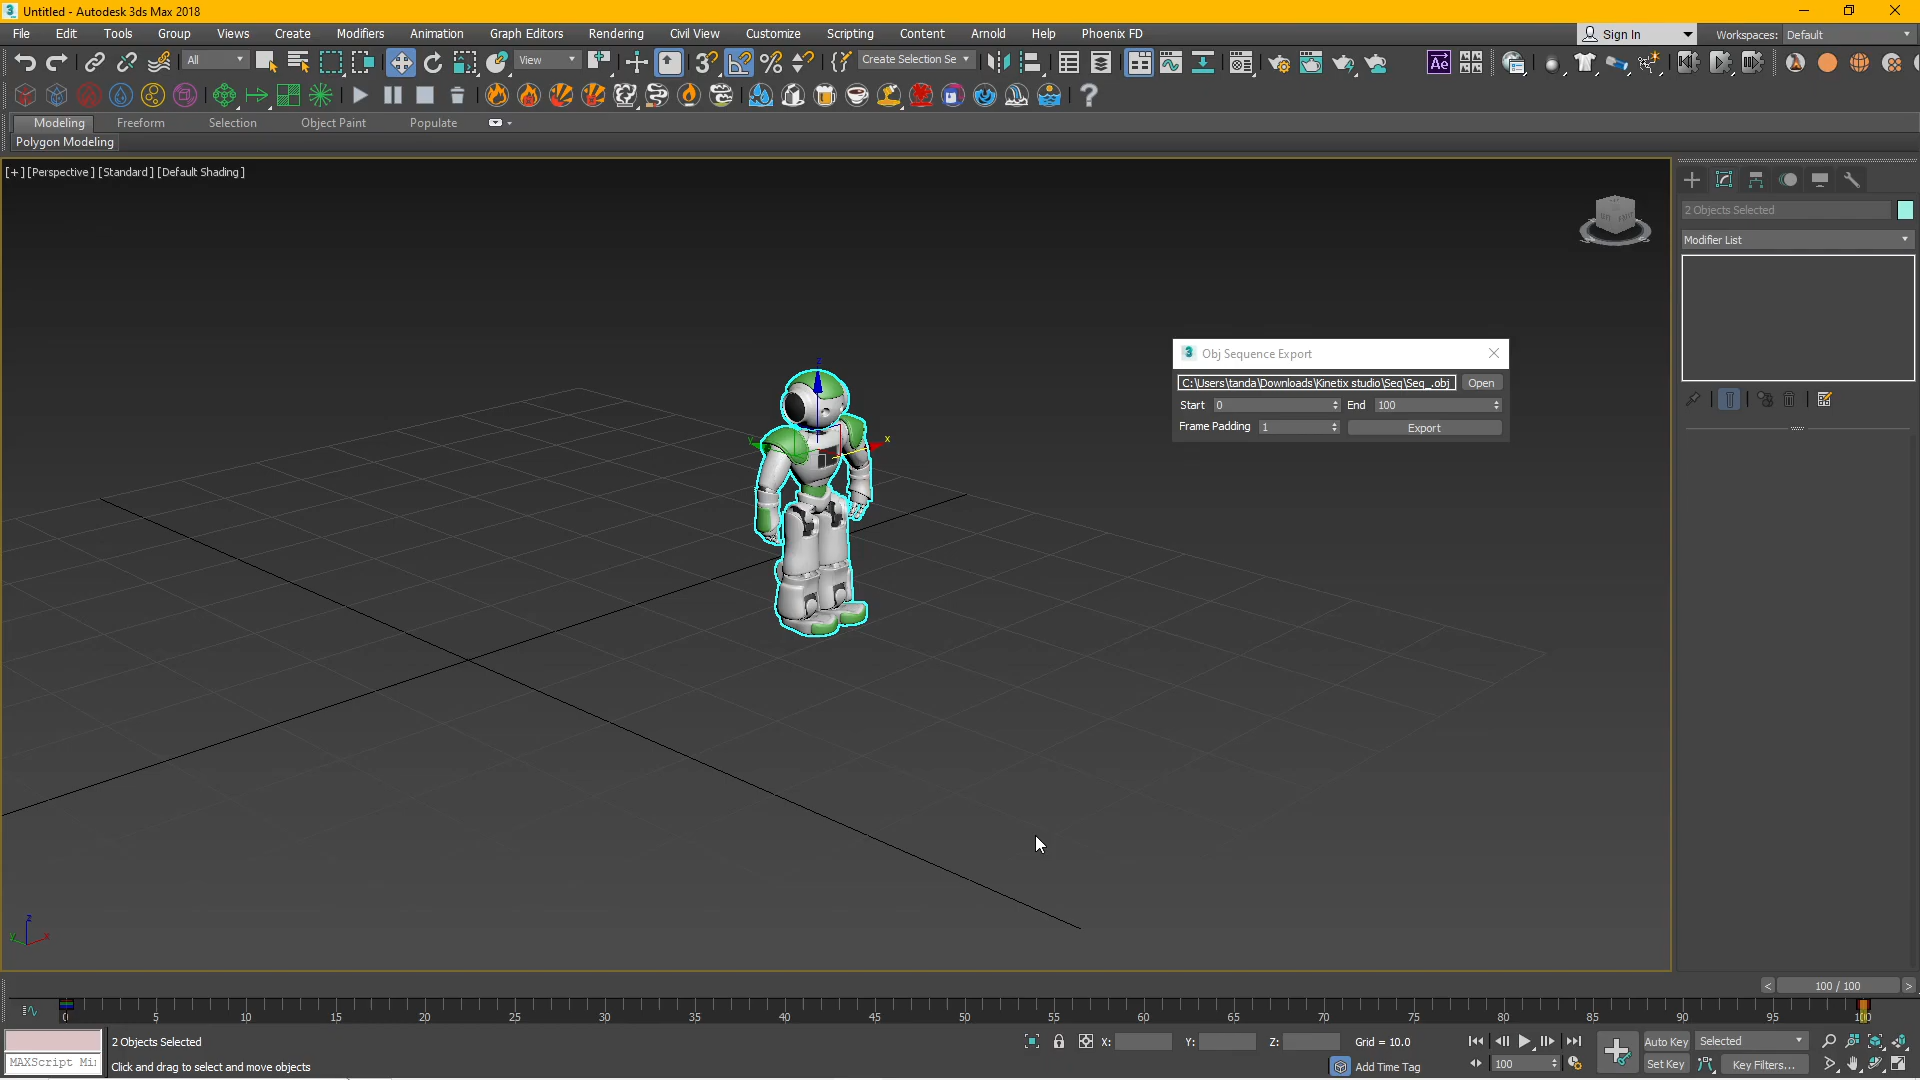 Untitled - Autodesk 3ds Max 2018
File Edit Tools Group Views Create Modifiers Animation Graph Editors Rendering Civil View Customize Scripting Content Arnold Help Phoenix FD Sign In Workspaces: Default
All View Create Selection Se
Modeling Freeform Selection Object Paint Populate
Polygon Modeling
[+] [Perspective] [Standard] [Default Shading]
2 Objects Selected
Modifier List
Obj Sequence Export
C:\Users\tanda\Downloads\Kinetix studio\Seq\Seq_.obj Open
Start 0 End 100
Frame Padding 1 Export
z
y x
z
y x
< 100 / 100 >
0 5 10 15 20 25 30 35 40 45 50 55 60 65 70 75 80 85 90 95 100
2 Objects Selected X: Y: Z: Grid = 10.0 Auto Key Selected
MAXScript Mi Click and drag to select and move objects Add Time Tag 100 Set Key Key Filters...